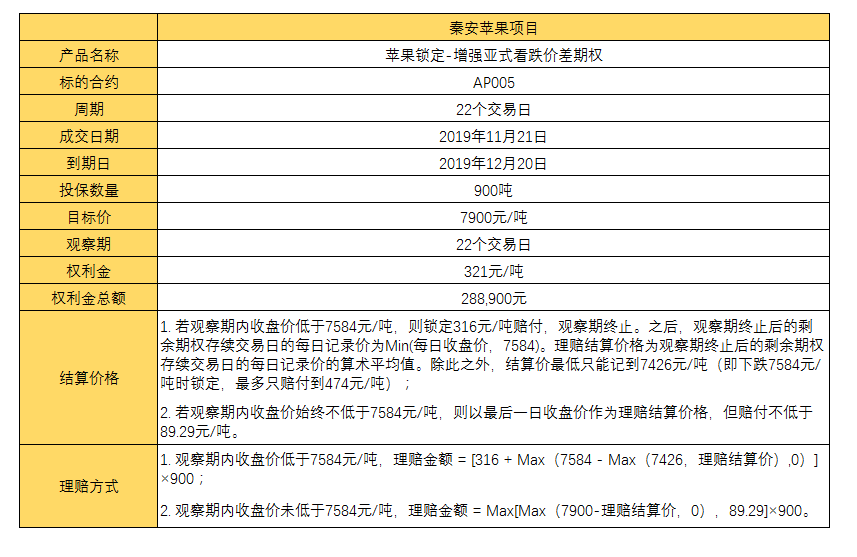 秦安苹果项目
产品名称 苹果锁定-增强亚式看跌价差期权
标的合约 AP005
周期 22个交易日
成交日期 2019年11月21日
到期日 2019年12月20日
投保数量 900吨
目标价 7900元/吨
观察期 22个交易日
权利金 321元/吨
权利金总额 288,900元
结算价格
1. 若观察期内收盘价低于7584元/吨，则锁定316元/吨赔付，观察期终止。之后，观察期终止后的剩
余期权存续交易日的每日记录价为Min(每日收盘价，7584)。理赔结算价格为观察期终止后的剩余期权
存续交易日的每日记录价的算术平均值。除此之外，结算价最低只能记到7426元/吨（即下跌7584元/
吨时锁定，最多只赔付到474元/吨）；
2. 若观察期内收盘价始终不低于7584元/吨，则以最后一日收盘价作为理赔结算价格，但赔付不低于
89.29元/吨。
理赔方式
1. 观察期内收盘价低于7584元/吨，理赔金额 = [316 + Max（7584 - Max（7426，理赔结算价）,0）]
×900；
2. 观察期内收盘价未低于7584元/吨，理赔金额 = Max[Max（7900-理赔结算价，0），89.29]×900。